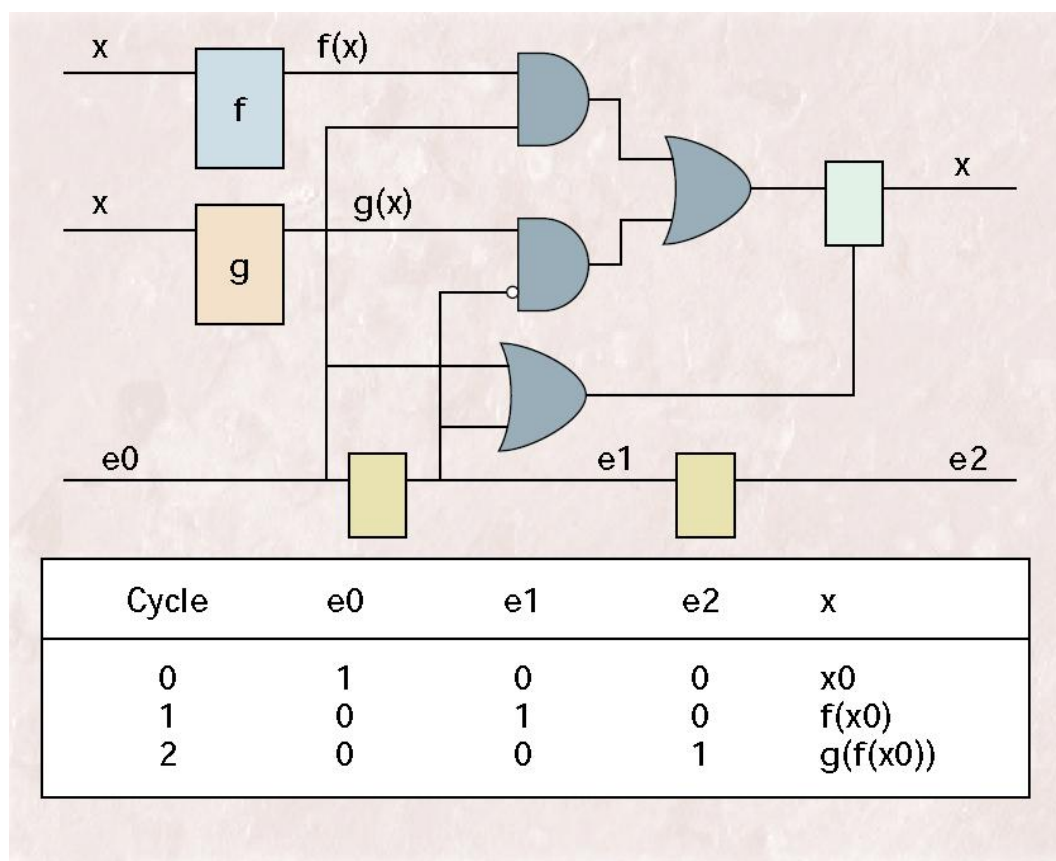 x f(x)
f
x
x g(x)
g
e0 e1 e2
Cycle e0 e1 e2 x
0 1 0 0 x0
1 0 1 0 f(x0)
2 0 0 1 g(f(x0))